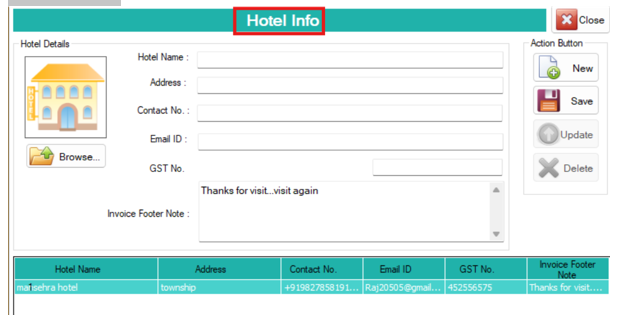 Hotel Info
Close
Hotel Details
Hotel Name :
Address :
Contact No. :
Email ID :
Browse...
GST No.
Thanks for visit...visit again
Invoice Footer Note :
Action Button
New
Save
Update
Delete
Hotel Name Address Contact No. Email ID GST No. Invoice Footer Note
township +919827858191... Raj20505@gmail... 452556575 Thanks for visit....